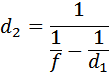 d₂ = 1 / (1/f − 1/d₁)